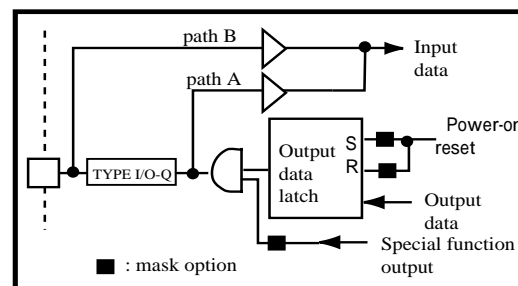 path B
Input
data
path A
Power-on
reset
S
R
Output
data
latch
TYPE I/O-Q
Output
data
Special function
output
: mask option